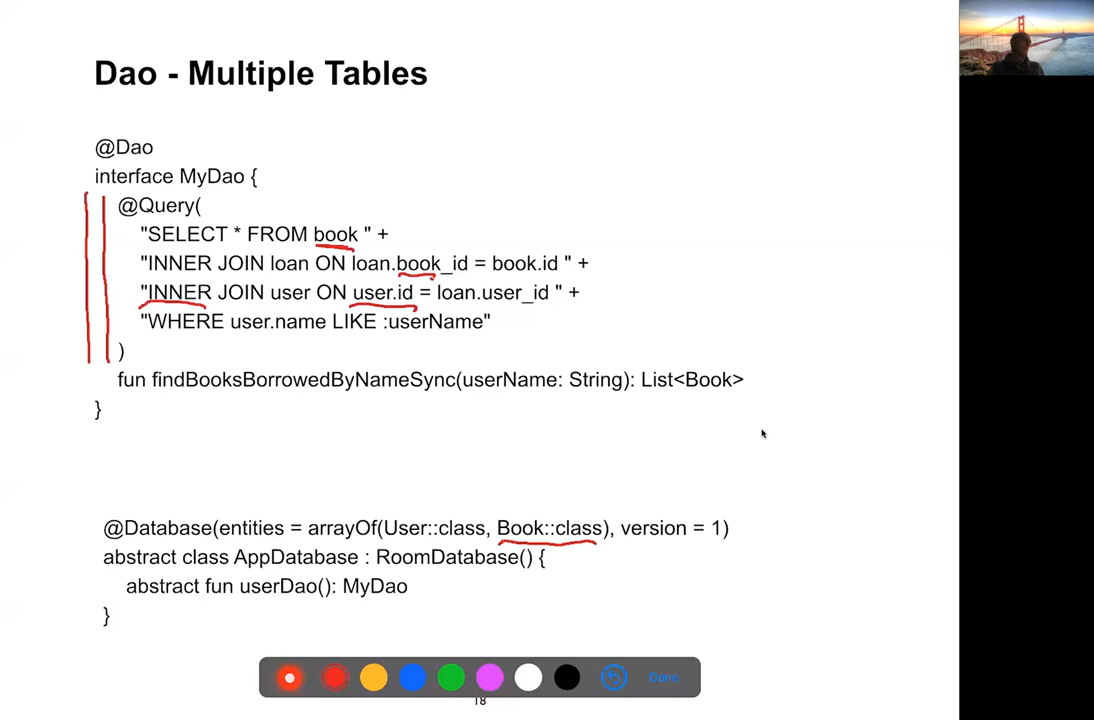 Dao - Multiple Tables
@Dao
interface MyDao {
@Query(
"SELECT * FROM book " +
"INNER JOIN loan ON loan.book_id = book.id " +
"INNER JOIN user ON user.id = loan.user_id " +
"WHERE user.name LIKE :userName"
)
fun findBooksBorrowedByNameSync(userName: String): List<Book>
}
@Database(entities = arrayOf(User::class, Book::class), version = 1)
abstract class AppDatabase : RoomDatabase() {
abstract fun userDao(): MyDao
}
Done
18